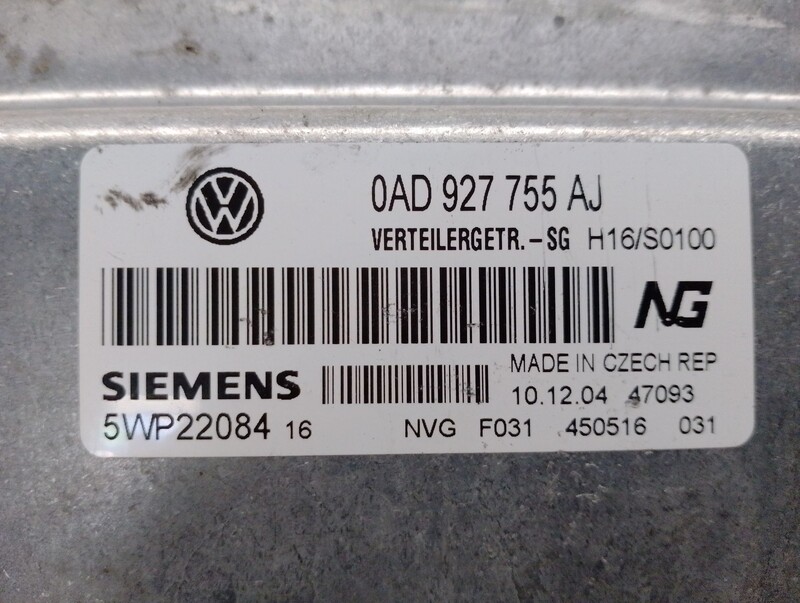 0AD 927 755 AJ
VERTEILERGETR.-SG H16/S0100
NG
SIEMENS
MADE IN CZECH REP
10.12.04 47093
5WP22084 16 NVG F031 450516 031